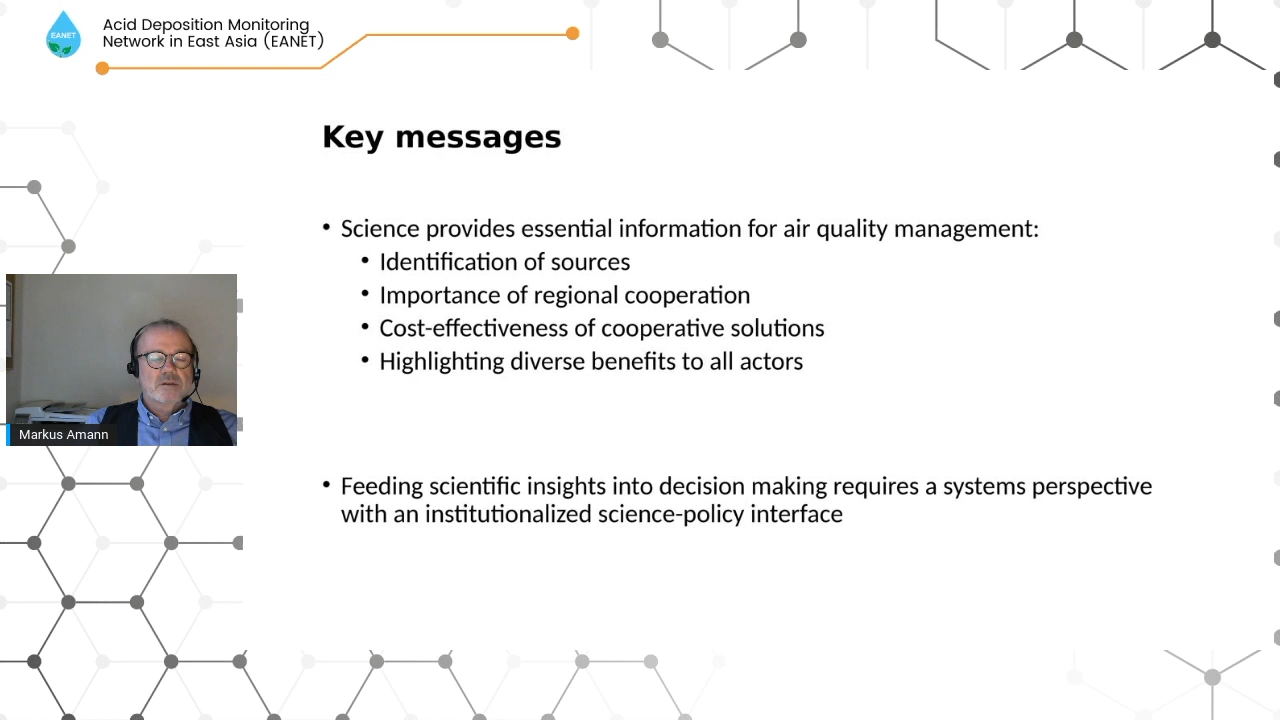 Acid Deposition Monitoring
Network in East Asia (EANET)
EANET
Key messages
• Science provides essential information for air quality management:
• Identification of sources
• Importance of regional cooperation
• Cost-effectiveness of cooperative solutions
• Highlighting diverse benefits to all actors
Markus Amann
• Feeding scientific insights into decision making requires a systems perspective
with an institutionalized science-policy interface